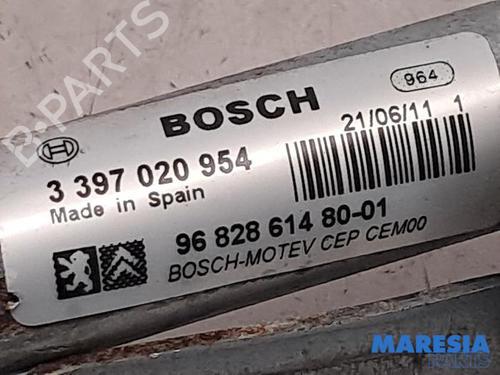 964
BOSCH
21/06/11 1
3 397 020 954
Made in Spain
96 828 614 80-01
BOSCH-MOTEV CEP CEM00
B-PARTS
MARESIA
PARTS